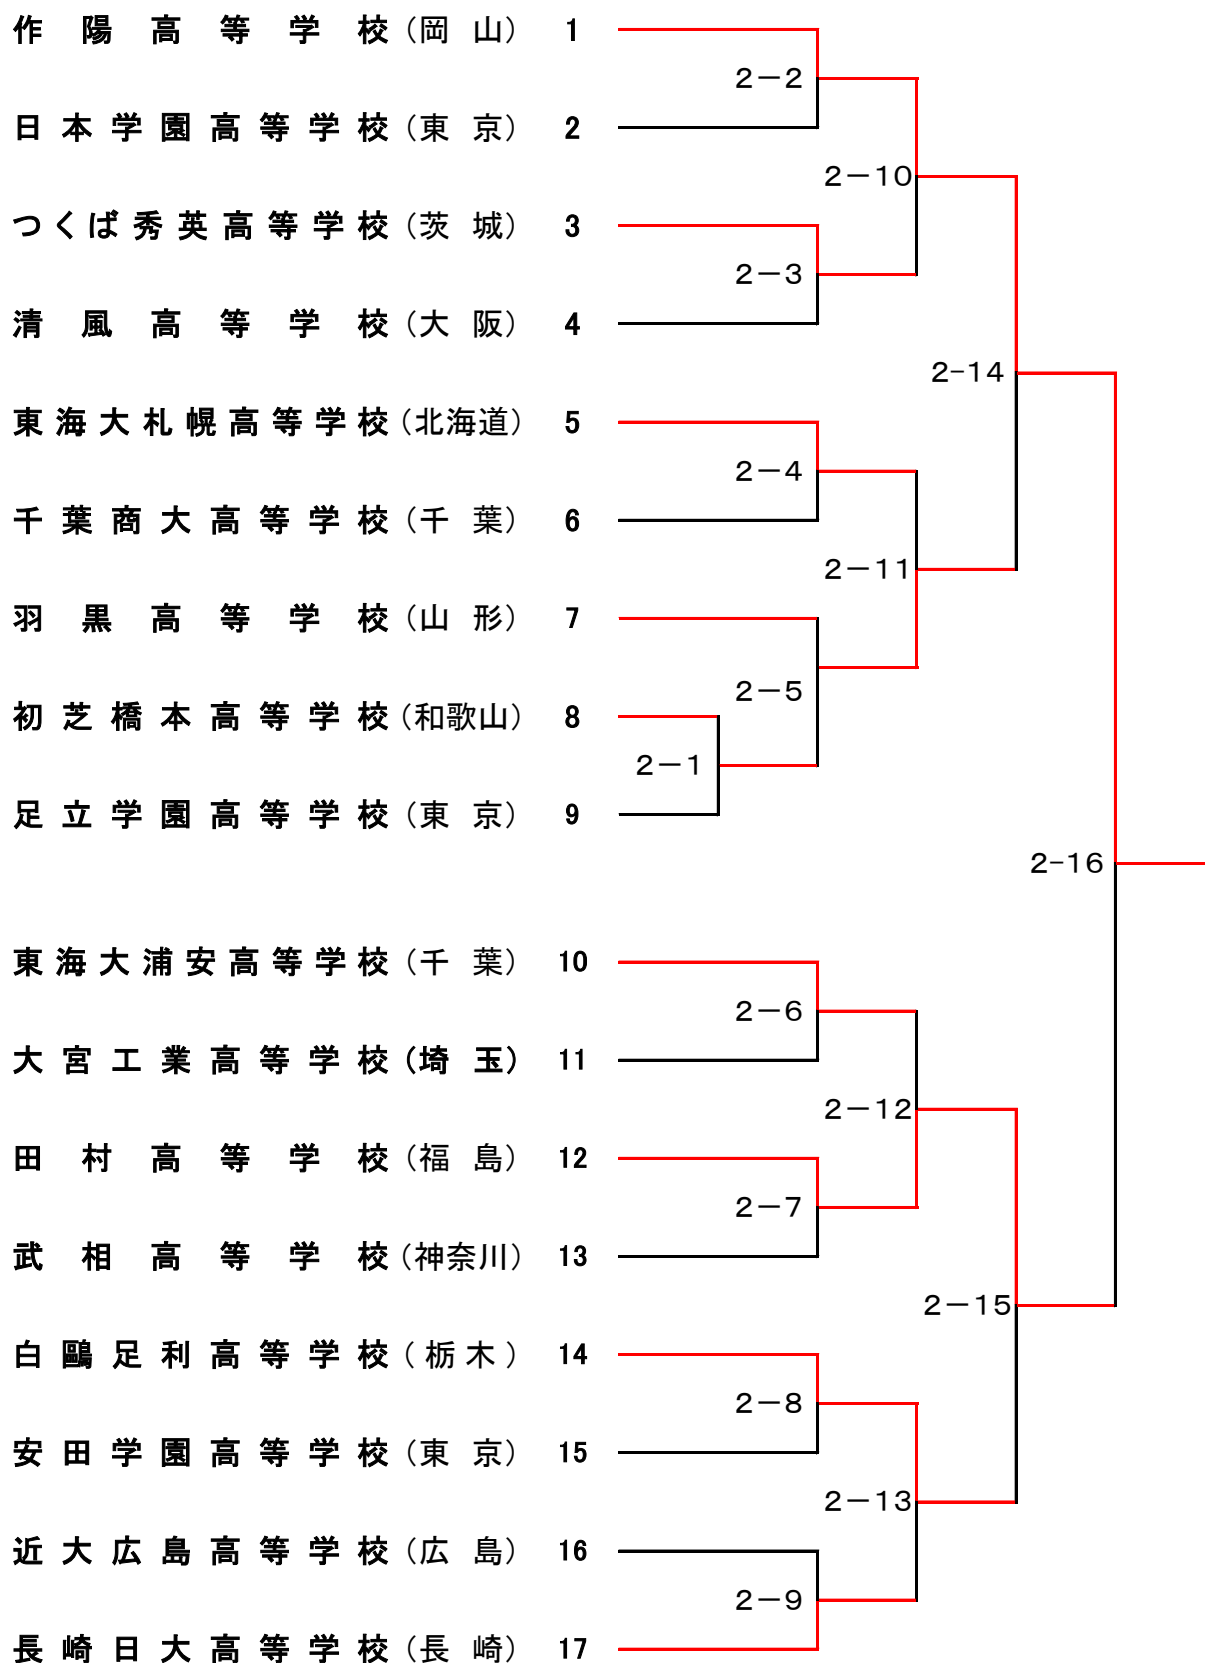 作陽高等学校（岡 山） 1
2－2
日本学園高等学校（東 京） 2
2－10
つくば秀英高等学校（茨 城） 3
2－3
清風高等学校（大 阪） 4
2-14
東海大札幌高等学校（北海道） 5
2－4
千葉商大高等学校（千 葉） 6
2－11
羽黒高等学校（山 形） 7
2－5
初芝橋本高等学校（和歌山） 8
2－1
足立学園高等学校（東 京） 9
2-16
東海大浦安高等学校（千 葉） 10
2－6
大宮工業高等学校（埼 玉） 11
2－12
田村高等学校（福 島） 12
2－7
武相高等学校（神奈川） 13
2－15
白鷗足利高等学校（栃木） 14
2－8
安田学園高等学校（東 京） 15
2－13
近大広島高等学校（広 島） 16
2－9
長崎日大高等学校（長 崎） 17